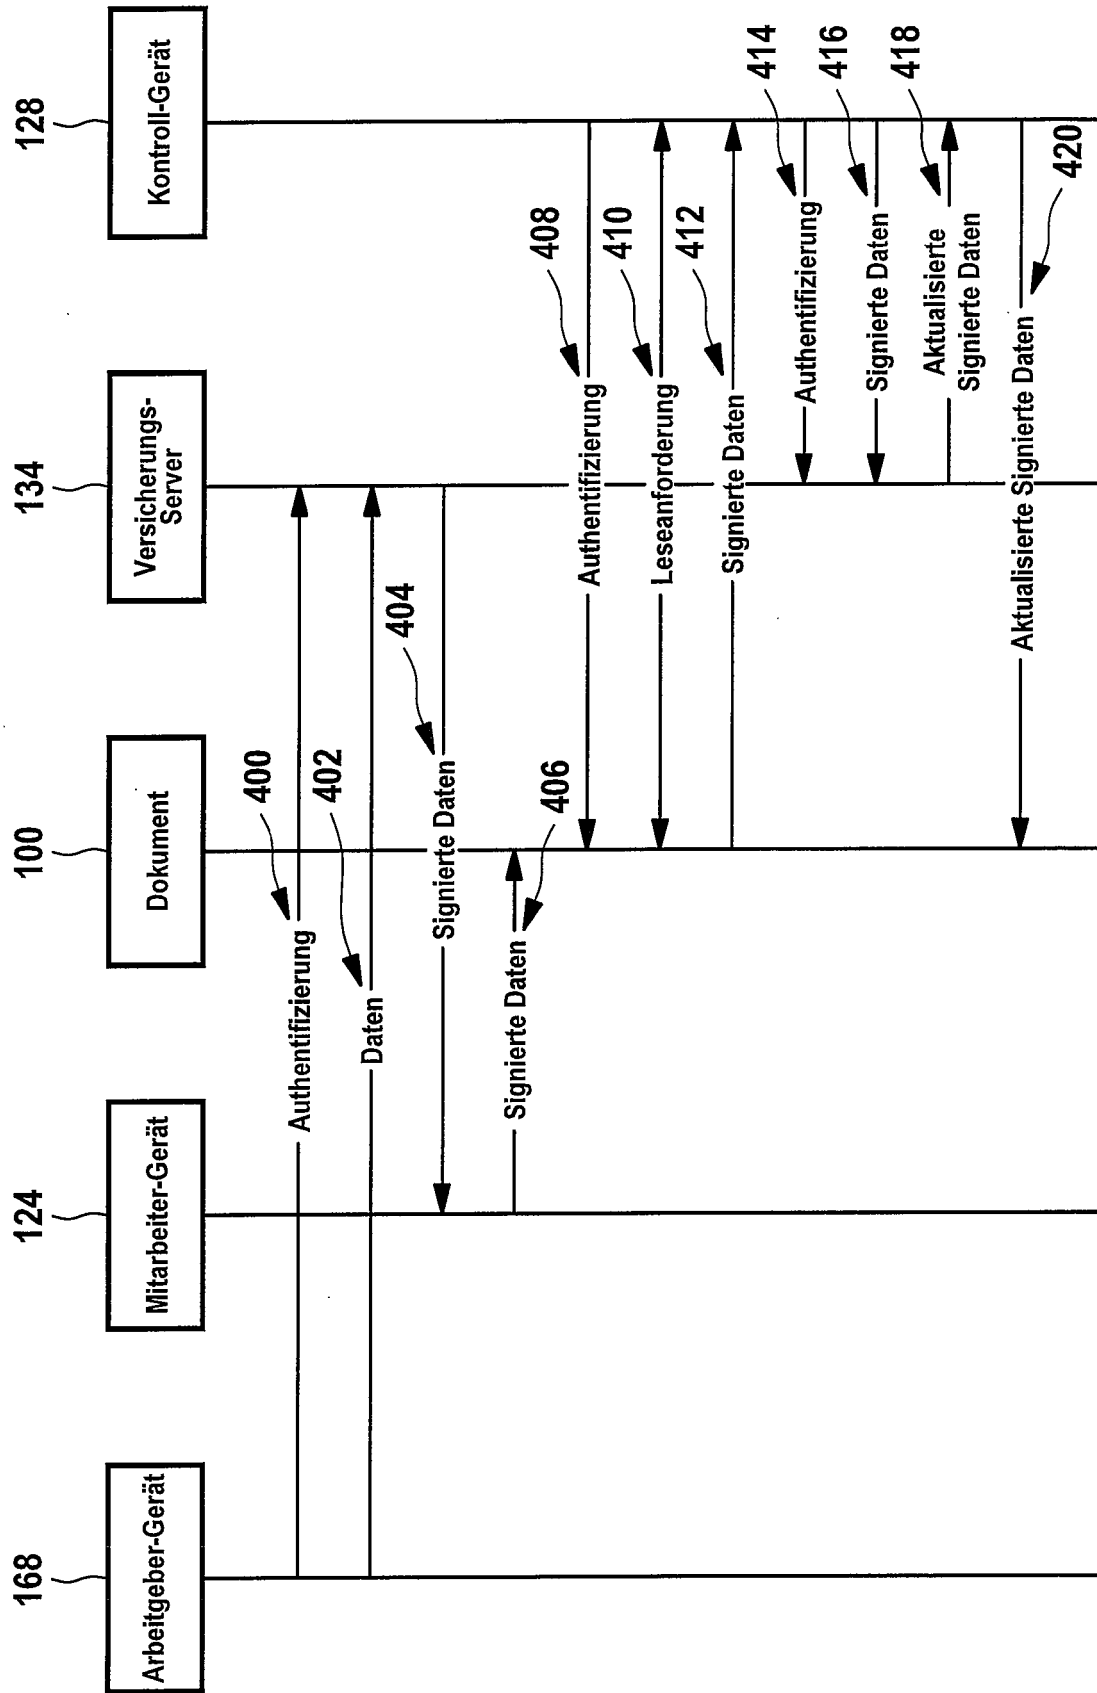 168
Arbeitgeber-Gerät
124
Mitarbeiter-Gerät
100
Dokument
134
Versicherungs-
Server
128
Kontroll-Gerät
Authentifizierung
400
Daten
402
Signierte Daten
404
Signierte Daten
406
Authentifizierung
408
Leseanforderung
410
Signierte Daten
412
Authentifizierung
414
Signierte Daten
416
Aktualisierte
Signierte Daten
418
Aktualisierte Signierte Daten
420